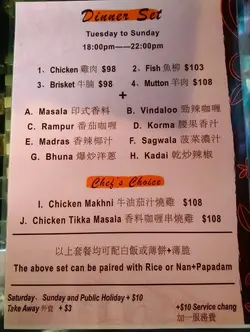 Dinner Set
Tuesday to Sunday
18:00pm——22:00pm
1、Chicken 雞肉 $98 2、Fish 魚柳 $103
3、Brisket 牛腩 $98 4、Mutton 羊肉 $108
+
A. Masala 印式香料 B. Vindaloo 勁辣咖喱
C. Rampur 番茄咖喱 D. Korma 腰果香汁
E. Madras 香辣椰汁 F. Sagwala 菠菜濃汁
G. Bhuna 爆炒洋蔥 H. Kadai 乾炒辣椒
Chef's Choice
I. Chicken Makhni 牛油茄汁燒雞 $108
J. Chicken Tikka Masala 香料咖喱串燒雞 $108
以上套餐均可配白飯或薄餅+薄脆
The above set can be paired with Rice or Nan+Papadam
Saturday、Sunday and Public Holiday + $10
Take Away 外賣 + $3
+$10 Service chang
加一服務費